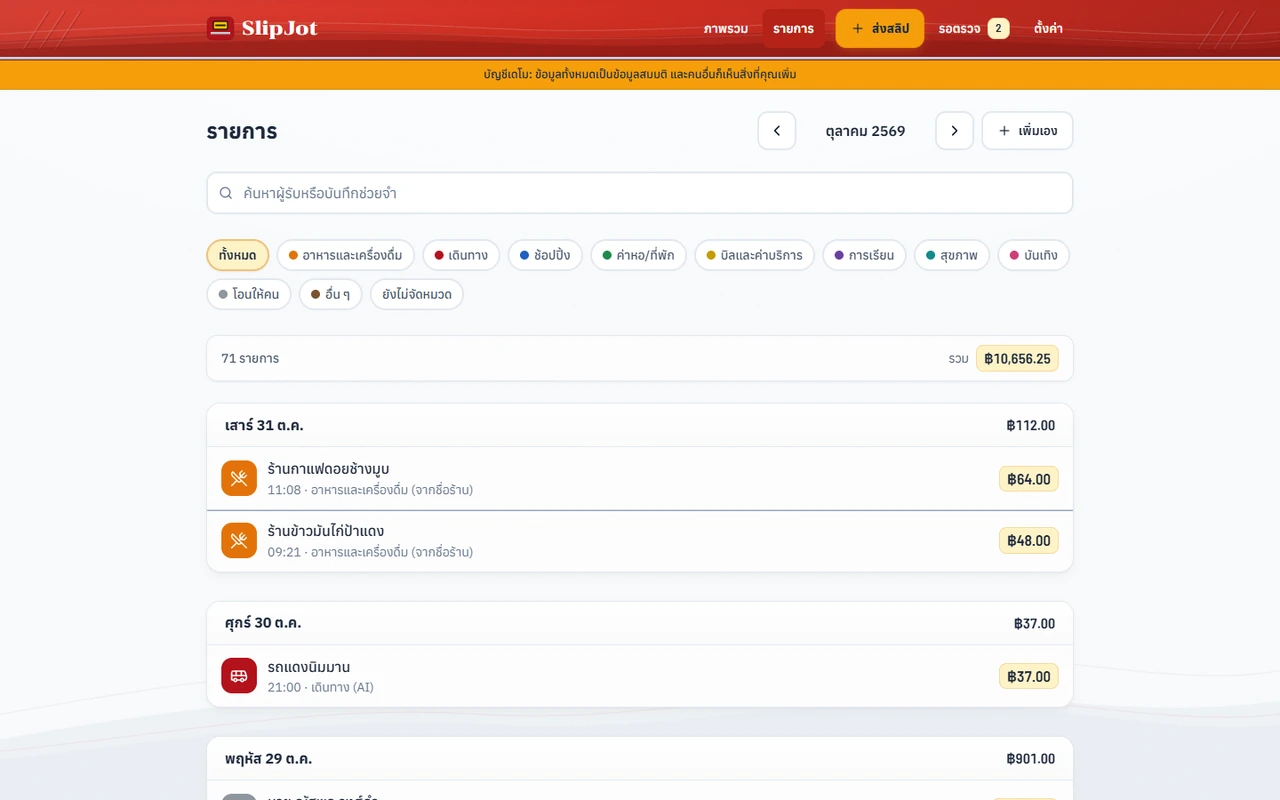 SlipJot
ภาพรวม
รายการ
+ ส่งสลิป
รอตรวจ 2
ตั้งค่า
บัญชีเดโม: ข้อมูลทั้งหมดเป็นข้อมูลสมมติ และคนอื่นก็เห็นสิ่งที่คุณเพิ่ม
รายการ
ตุลาคม 2569
+ เพิ่มเอง
ค้นหาผู้รับหรือบันทึกช่วยจำ
ทั้งหมด
อาหารและเครื่องดื่ม
เดินทาง
ช้อปปิ้ง
ค่าหอ/ที่พัก
บิลและค่าบริการ
การเรียน
สุขภาพ
บันเทิง
โอนให้คน
อื่น ๆ
ยังไม่จัดหมวด
71 รายการ
รวม ฿10,656.25
เสาร์ 31 ต.ค.
฿112.00
ร้านกาแฟดอยช้างมูบ
11:08 · อาหารและเครื่องดื่ม (จากชื่อร้าน)
฿64.00
ร้านข้าวมันไก่ป้าแดง
09:21 · อาหารและเครื่องดื่ม (จากชื่อร้าน)
฿48.00
ศุกร์ 30 ต.ค.
฿37.00
รถแดงนิมมาน
21:00 · เดินทาง (AI)
฿37.00
พฤหัส 29 ต.ค.
฿901.00